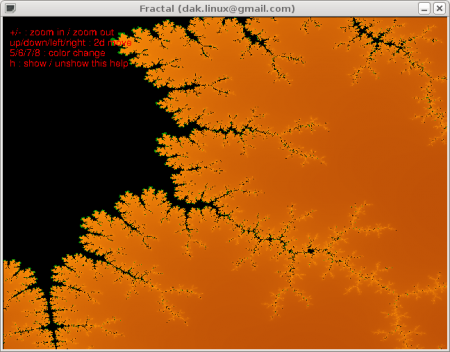 Fractal (dak.linux@gmail.com)
+/- : zoom in / zoom out
up/down/left/right : 2d move
5/6/7/8 : color change
h : show / unshow this help